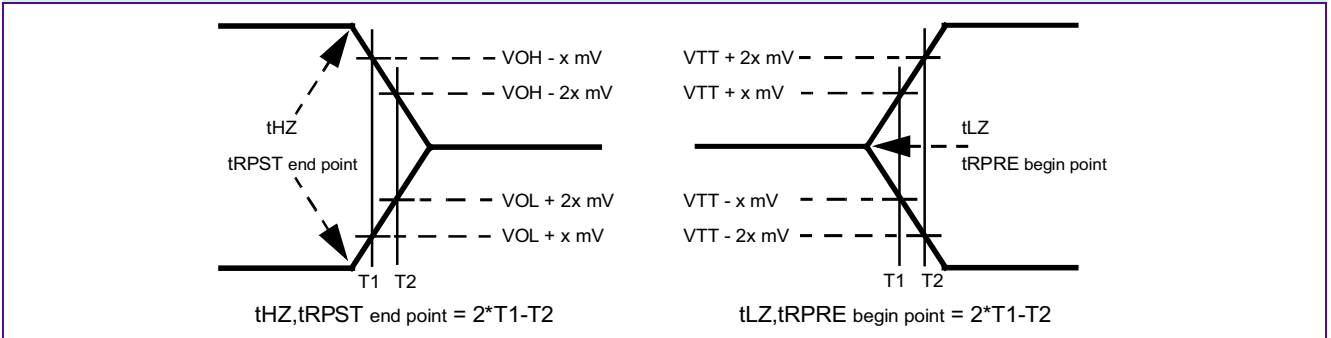 VOH - x mV
VOH - 2x mV
tHZ
tRPST end point
VOL + 2x mV
VOL + x mV
T1 T2
tHZ,tRPST end point = 2*T1-T2
VTT + 2x mV
VTT + x mV
tLZ
tRPRE begin point
VTT - x mV
VTT - 2x mV
T1 T2
tLZ,tRPRE begin point = 2*T1-T2